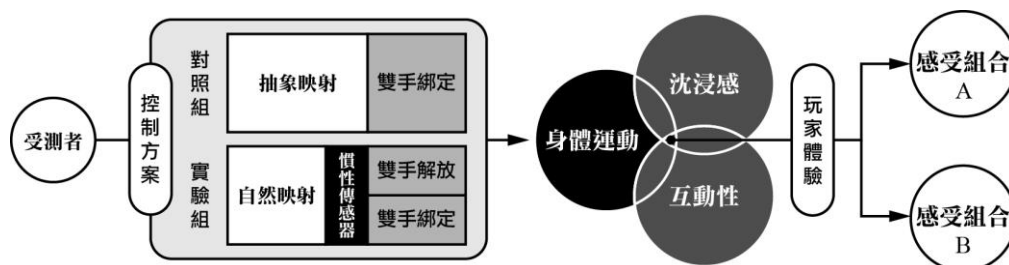 受測者
控制方案
對照組
抽象映射
雙手綁定
實驗組
自然映射
慣性傳感器
雙手解放
雙手綁定
身體運動
沈浸感
互動性
玩家體驗
感受組合
A
感受組合
B